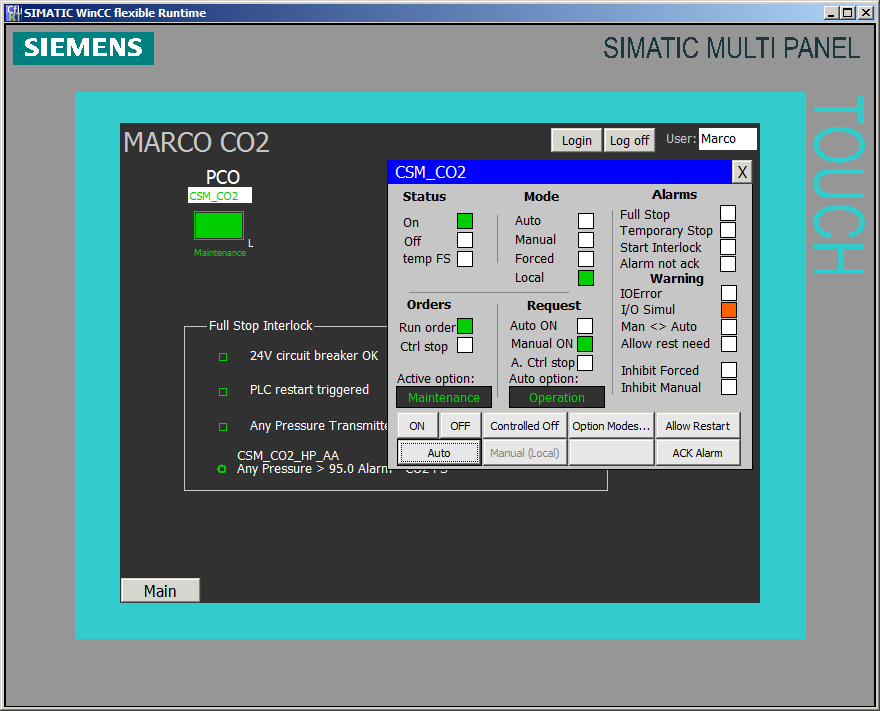 SIMATIC WinCC flexible Runtime
SIEMENS
SIMATIC MULTI PANEL
TOUCH
MARCO CO2
Login
Log off
User:
Marco
PCO
CSM_CO2
L
Maintenance
Full Stop Interlock
24V circuit breaker OK
PLC restart triggered
Any Pressure Transmitte
CSM_CO2_HP_AA
Any Pressure > 95.0 Alarm
Main
CSM_CO2
X
Status
On
Off
temp FS
Mode
Auto
Manual
Forced
Local
Alarms
Full Stop
Temporary Stop
Start Interlock
Alarm not ack
Warning
IOError
I/O Simul
Man <> Auto
Allow rest need
Inhibit Forced
Inhibit Manual
Orders
Run order
Ctrl stop
Active option:
Maintenance
Request
Auto ON
Manual ON
A. Ctrl stop
Auto option:
Operation
ON
OFF
Controlled Off
Option Modes...
Allow Restart
Auto
Manual (Local)
ACK Alarm